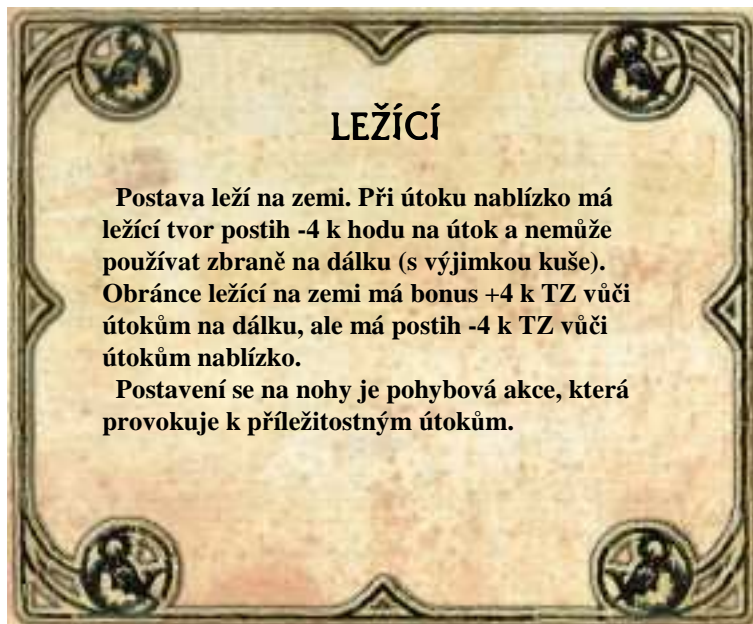 LEŽÍCÍ
Postava leží na zemi. Při útoku nablízko má
ležící tvor postih -4 k hodu na útok a nemůže
používat zbraně na dálku (s výjimkou kuše).
Obránce ležící na zemi má bonus +4 k TZ vůči
útokům na dálku, ale má postih -4 k TZ vůči
útokům nablízko.
Postavení se na nohy je pohybová akce, která
provokuje k příležitostným útokům.